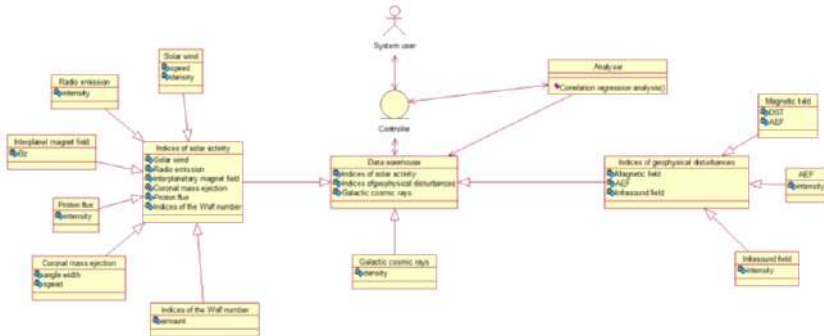 System user
Controller
Analyse
Correlation regression analysis()
Solar wind
speed
density
Radio emission
intensity
Interplanet magnet field
Bz
Proton flux
intensity
Coronal mass ejection
angle width
speed
Indices of the Wolf number
amount
Indices of solar activity
Solar wind
Radio emission
Interplanetary magnet field
Coronal mass ejection
Proton flux
Indices of the Wolf number
Data warehouse
Indices of solar activity
Indices ofgeophysical disturbances
Galactic cosmic rays
Galactic cosmic rays
density
Indices of geophysical disturbances
Magnetic field
AEF
Infrasound field
Magnetic field
DST
AEF
AEF
intensity
Infrasound field
intensity